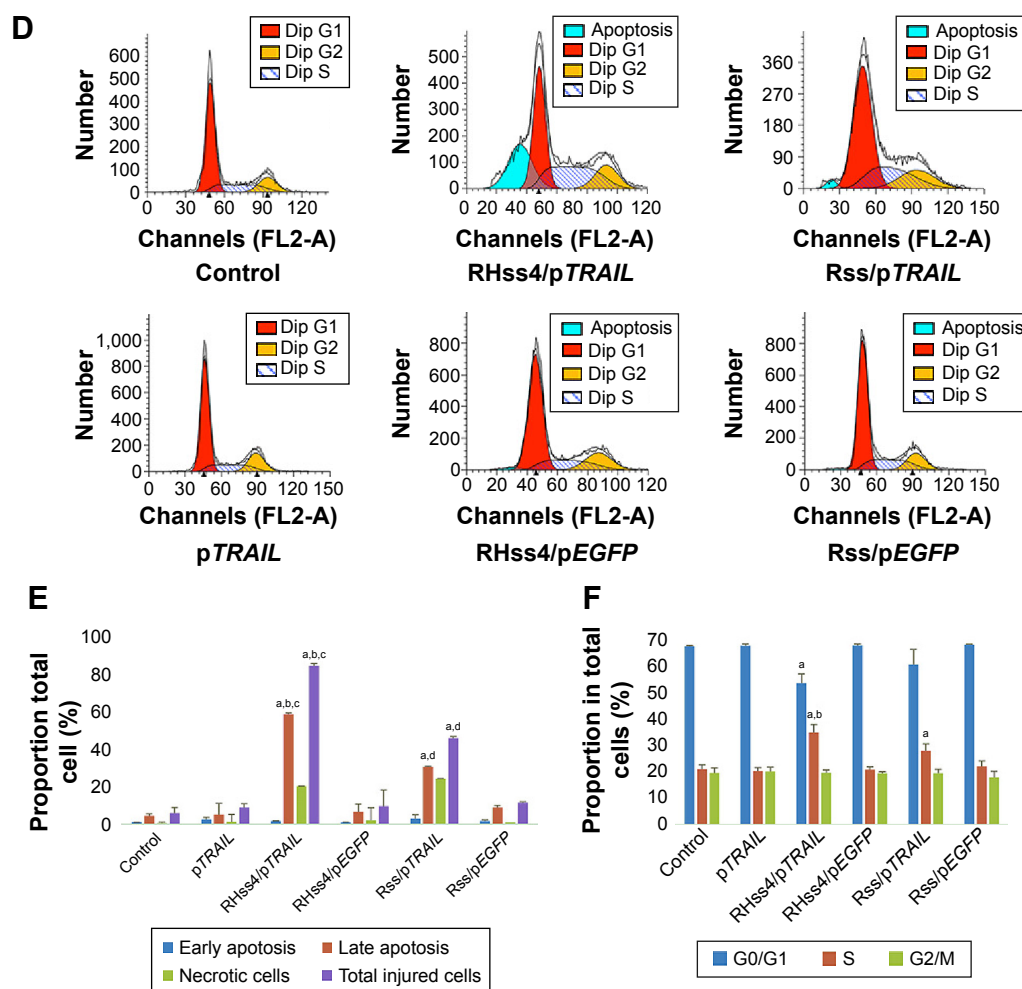 D
Dip G1
Dip G2
Dip S
Number
600
500
400
300
200
100
0
0 30 60 90 120
Channels (FL2-A)
Control
Apoptosis
Dip G1
Dip G2
Dip S
Number
500
400
300
200
100
0
0 20 40 60 80 100 120
Channels (FL2-A)
RHss4/pTRAIL
Apoptosis
Dip G1
Dip G2
Dip S
Number
360
270
180
90
0
0 30 60 90 120 150
Channels (FL2-A)
Rss/pTRAIL
Dip G1
Dip G2
Dip S
Number
1,000
800
600
400
200
0
0 30 60 90 120 150
Channels (FL2-A)
pTRAIL
Apoptosis
Dip G1
Dip G2
Dip S
Number
800
600
400
200
0
0 20 40 60 80 100 120
Channels (FL2-A)
RHss4/pEGFP
Apoptosis
Dip G1
Dip G2
Dip S
Number
800
600
400
200
0
0 30 60 90 120 150
Channels (FL2-A)
Rss/pEGFP
E
Proportion total
cell (%)
100
80
60
40
20
0
a,b,c
a,b,c
a,d
a,d
Control
pTRAIL
RHss4/pTRAIL
RHss4/pEGFP
Rss/pTRAIL
Rss/pEGFP
Early apotosis
Late apotosis
Necrotic cells
Total injured cells
F
Proportion in total
cells (%)
70
60
50
40
30
20
10
0
a
a,b
a
Control
pTRAIL
RHss4/pTRAIL
RHss4/pEGFP
Rss/pTRAIL
Rss/pEGFP
G0/G1
S
G2/M